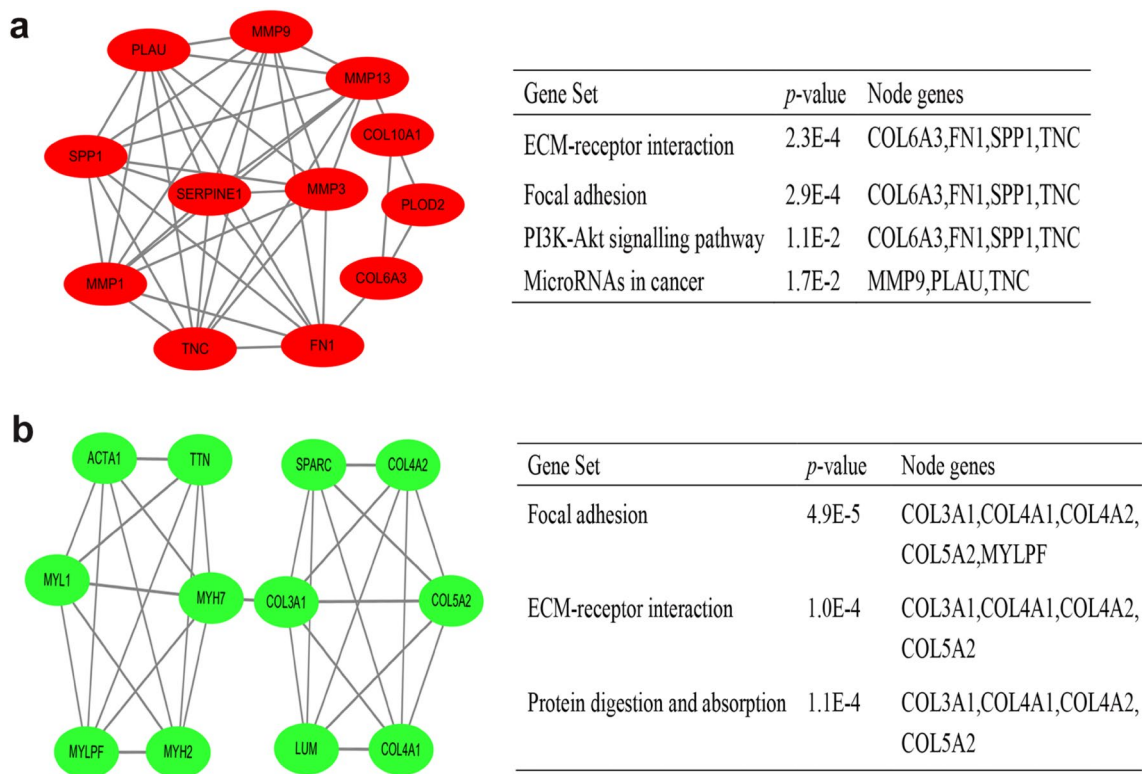 a
MMP9
PLAU
MMP13
COL10A1
SPP1
SERPINE1
MMP3
PLOD2
COL6A3
MMP1
TNC
FN1
Gene Set p-value Node genes
ECM-receptor interaction 2.3E-4 COL6A3,FN1,SPP1,TNC
Focal adhesion 2.9E-4 COL6A3,FN1,SPP1,TNC
PI3K-Akt signalling pathway 1.1E-2 COL6A3,FN1,SPP1,TNC
MicroRNAs in cancer 1.7E-2 MMP9,PLAU,TNC
b
ACTA1 TTN SPARC COL4A2
MYL1 MYH7 COL3A1 COL5A2
MYLPF MYH2 LUM COL4A1
Gene Set p-value Node genes
Focal adhesion 4.9E-5 COL3A1,COL4A1,COL4A2,
COL5A2,MYLPF
ECM-receptor interaction 1.0E-4 COL3A1,COL4A1,COL4A2,
COL5A2
Protein digestion and absorption 1.1E-4 COL3A1,COL4A1,COL4A2,
COL5A2